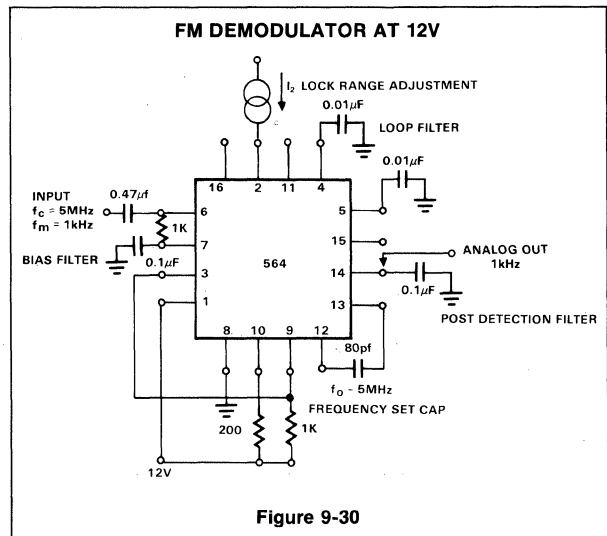 FM DEMODULATOR AT 12V
I₂ LOCK RANGE ADJUSTMENT
0.01µF
LOOP FILTER
0.01µF
16 2 11 4
INPUT
fc = 5MHz
fm = 1kHz
0.47µf
6
1K
7
BIAS FILTER
0.1µF
3
1
564
5
15
14
13
ANALOG OUT
1kHz
0.1µF
POST DETECTION FILTER
8 10 9 12
80pf
fo - 5MHz
FREQUENCY SET CAP
200
1K
12V
Figure 9-30